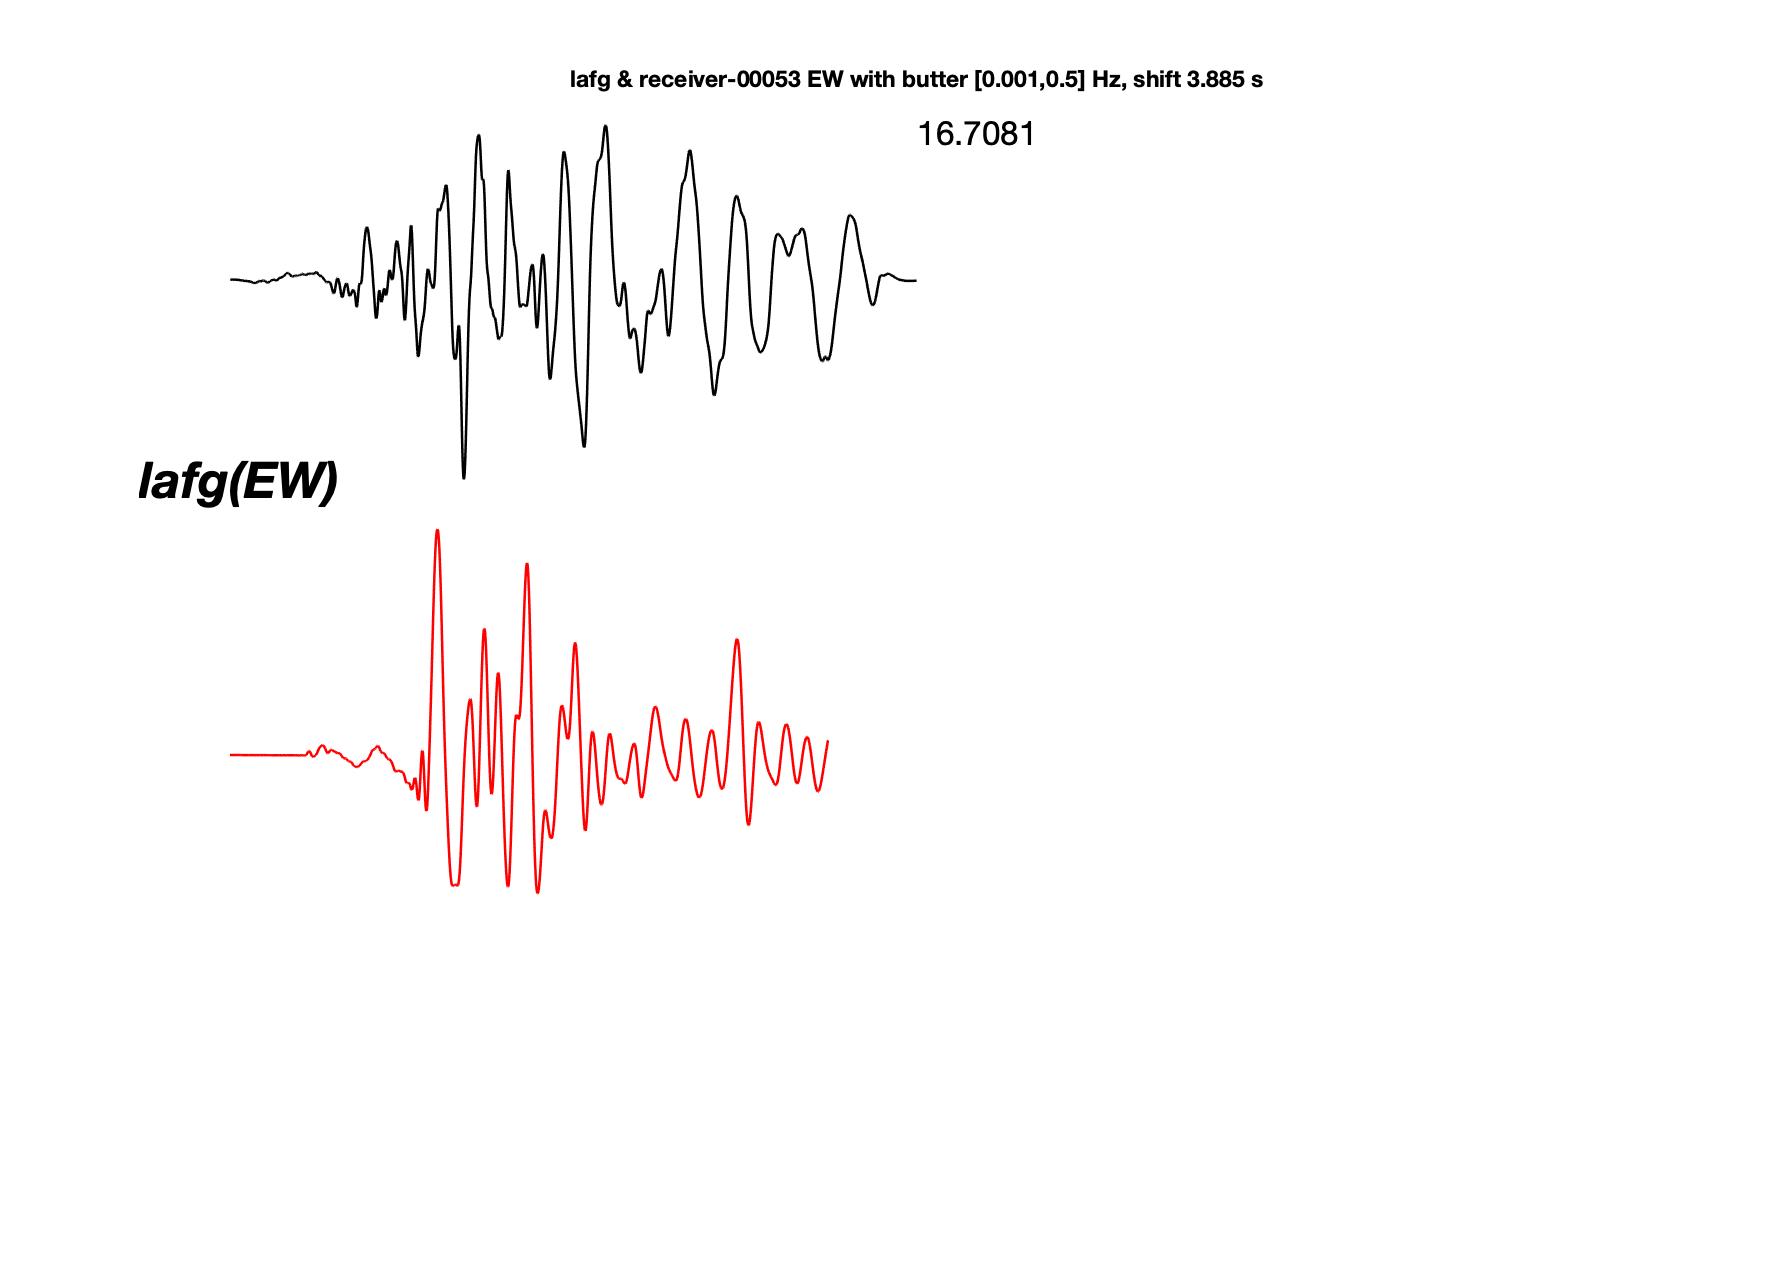 lafg & receiver-00053 EW with butter [0.001,0.5] Hz, shift 3.885 s
16.7081
lafg(EW)